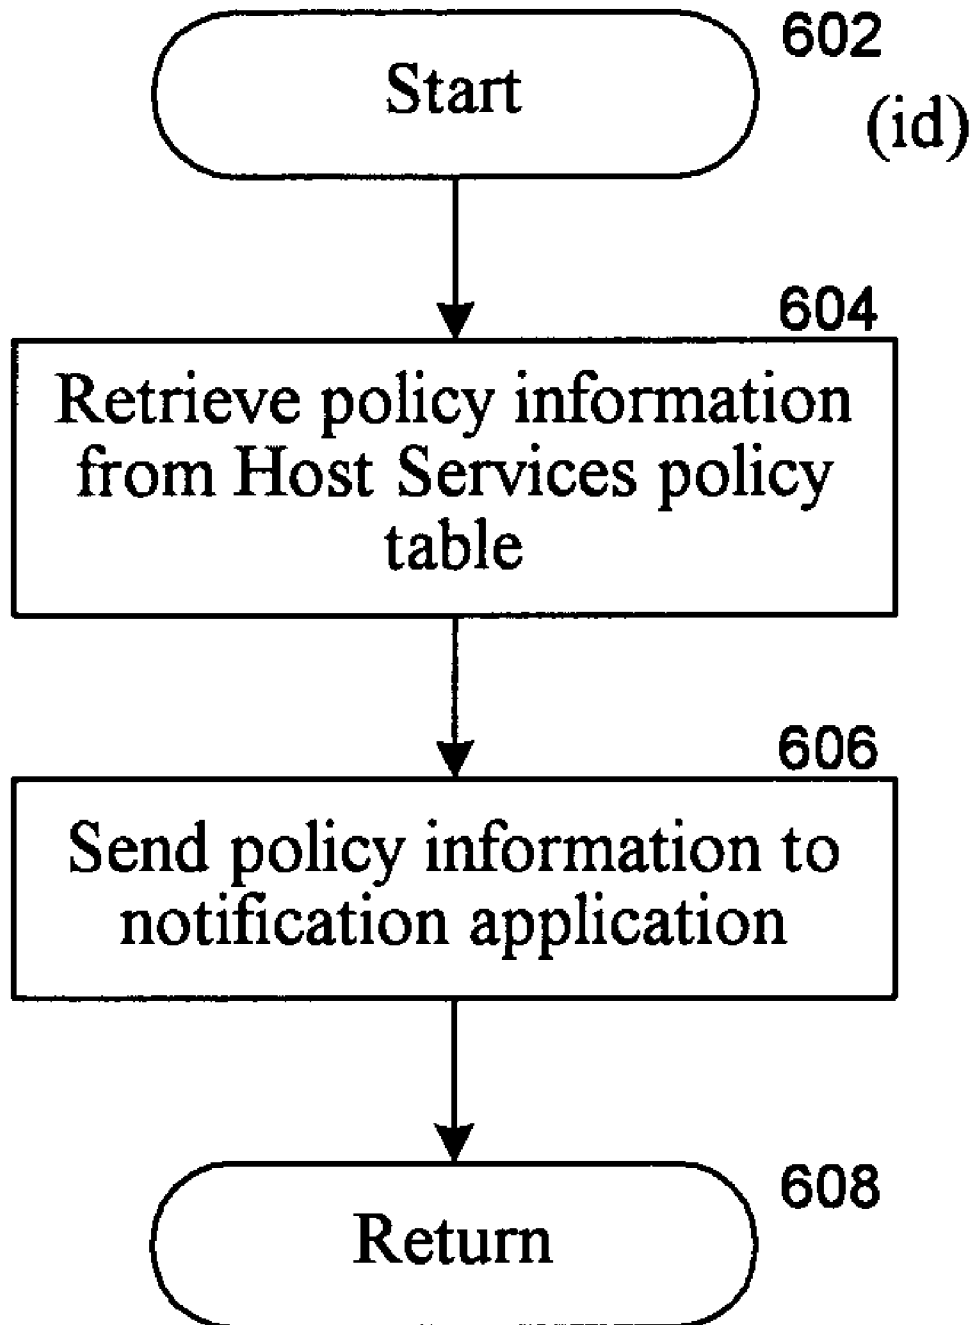 602
Start
(id)
604
Retrieve policy information
from Host Services policy
table
606
Send policy information to
notification application
608
Return